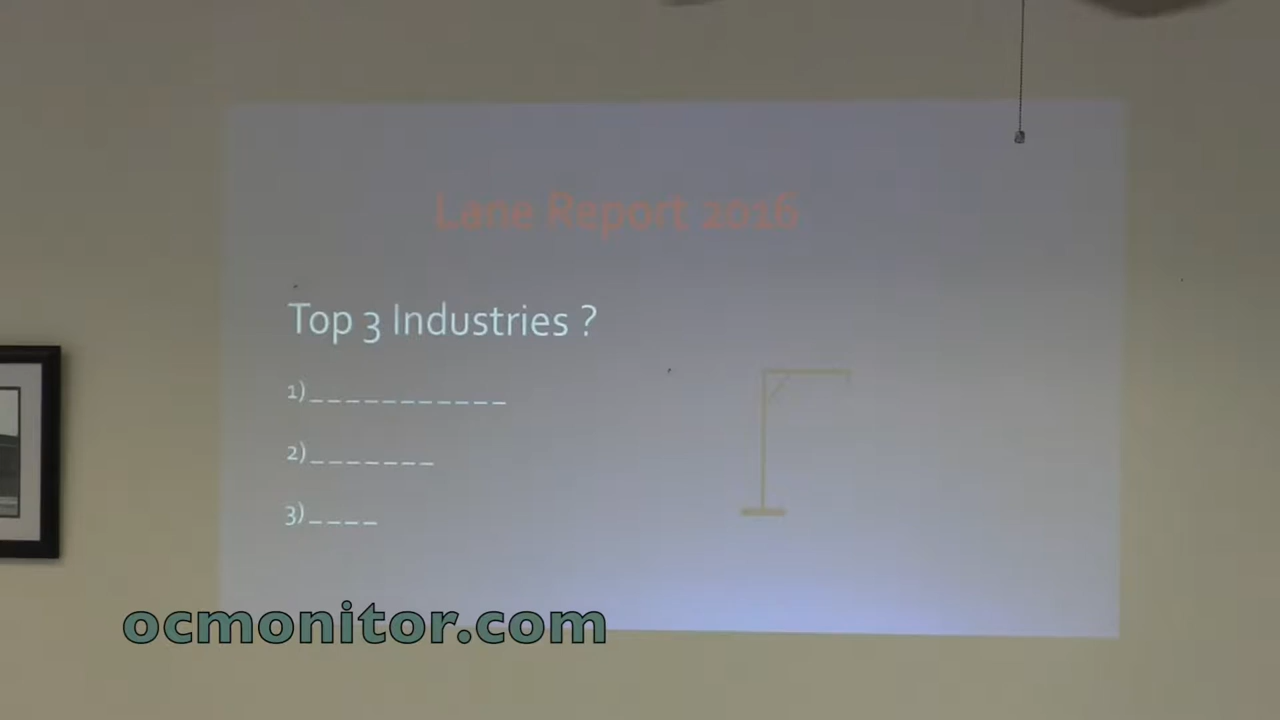 Lane Report 2016
Top 3 Industries ?
1)___________
2)_______
3)____
ocmonitor.com